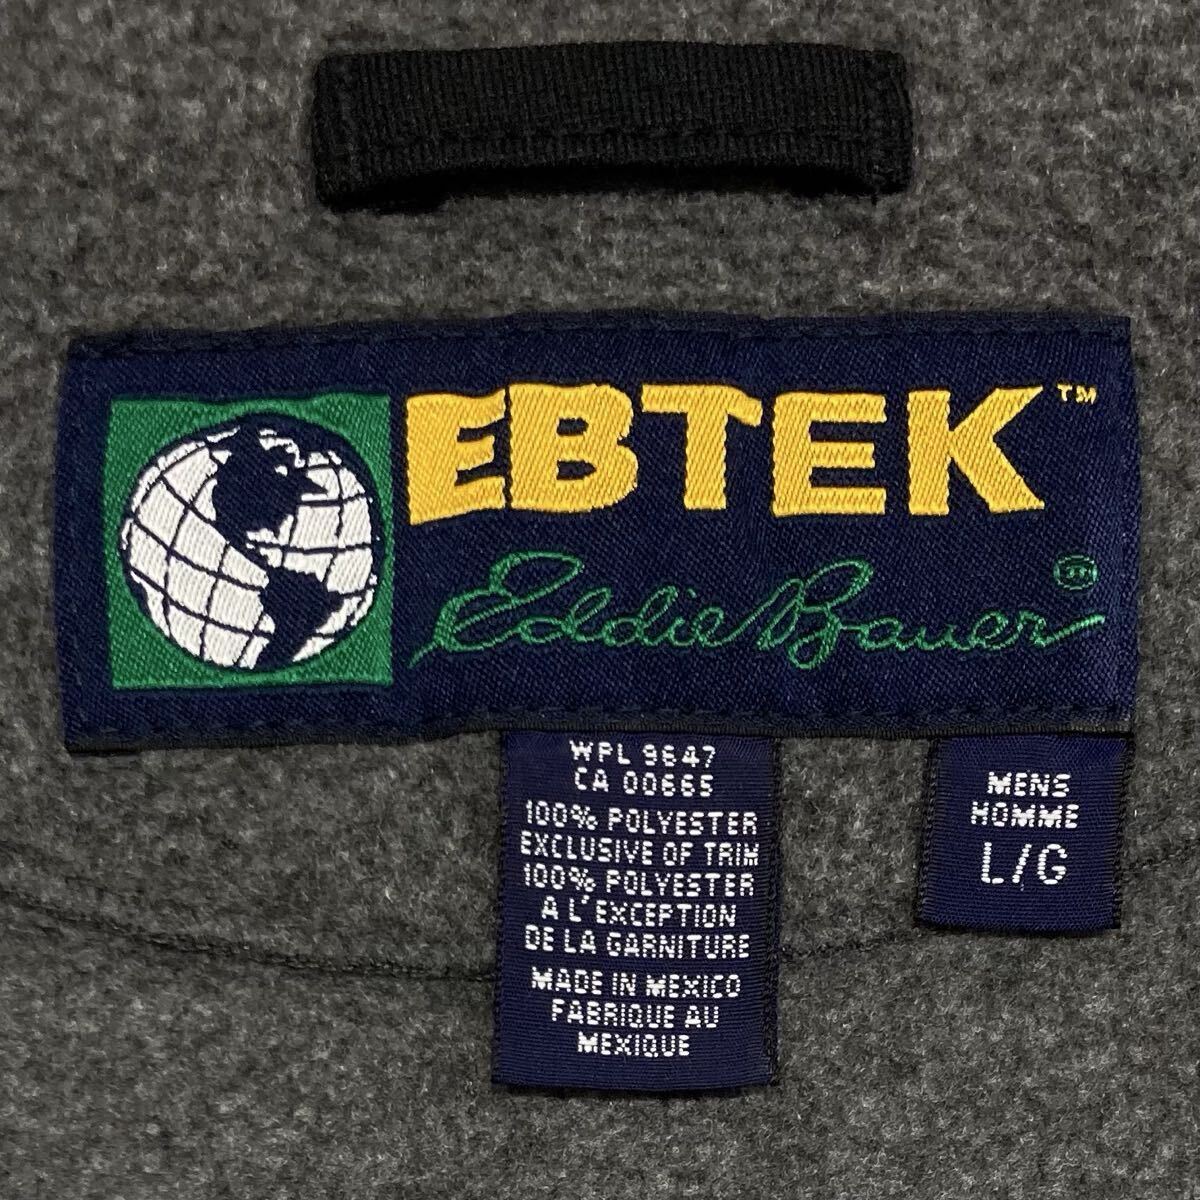 EBTEK™
Eddie Bauer®
WPL 9647
CA 00665
100% POLYESTER
EXCLUSIVE OF TRIM
100% POLYESTER
A L'EXCEPTION
DE LA GARNITURE
MADE IN MEXICO
FABRIQUE AU
MEXIQUE
MENS
HOMME
L/G